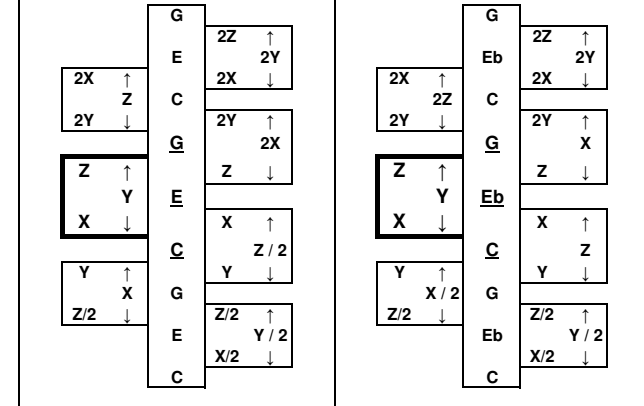 G
2Z ↑
E 2Y
2X ↑ 2X ↓
Z C
2Y ↓ 2Y ↑
G 2X
Z ↑ Z ↓
Y E
X ↓ X ↑
C Z / 2
Y ↑ Y ↓
X G
Z/2 ↓ Z/2 ↑
E Y / 2
X/2 ↓
C
G
2Z ↑
Eb 2Y
2X ↑ 2X ↓
2Z C
2Y ↓ 2Y ↑
G X
Z ↑ Z ↓
Y Eb
X ↓ X ↑
C Z
Y ↑ Y ↓
X / 2 G
Z/2 ↓ Z/2 ↑
Eb Y / 2
X/2 ↓
C